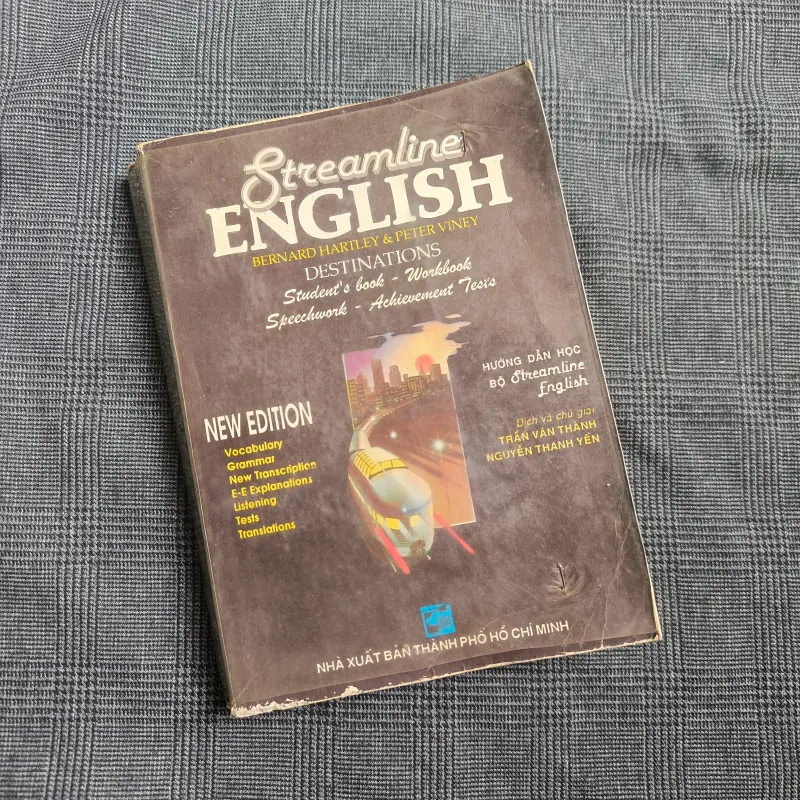 Streamline
ENGLISH
BERNARD HARTLEY & PETER VINEY
DESTINATIONS
Student's book - Workbook
Speechwork - Achievement Tests
HƯỚNG DẪN HỌC
BỘ Streamline
English
Dịch và chú giải
TRẦN VĂN THÀNH
NGUYỄN THANH YẾN
NEW EDITION
Vocabulary
Grammar
New Transcription
E-E Explanations
Listening
Tests
Translations
NHÀ XUẤT BẢN THÀNH PHỐ HỒ CHÍ MINH